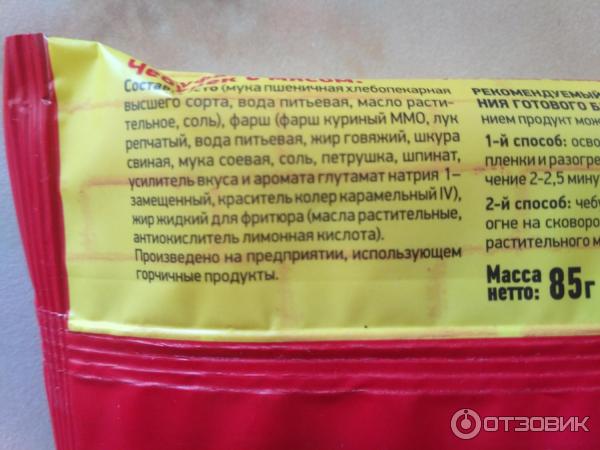 с мясом.
(мука пшеничная хлебопекарная
высшего сорта, вода питьевая, масло расти-
тельное, соль), фарш (фарш куриный ММО, лук
репчатый, вода питьевая, жир говяжий, шкура
свиная, мука соевая, соль, петрушка, шпинат,
усилитель вкуса и аромата глутамат натрия 1-
замещенный, краситель колер карамельный IV),
жир жидкий для фритюра (масла растительные,
антиокислитель лимонная кислота).
Произведено на предприятии, использующем
горчичные продукты.
РЕКОМЕНДУЕМЫЙ
НИЯ ГОТОВОГО Б
нием продукт мож
1-й способ: осво
пленки и разогре
чение 2-2,5 мину
2-й способ: чебу
огне на сковоро
растительного м
Масса
нетто: 85г
ОТЗОВИК